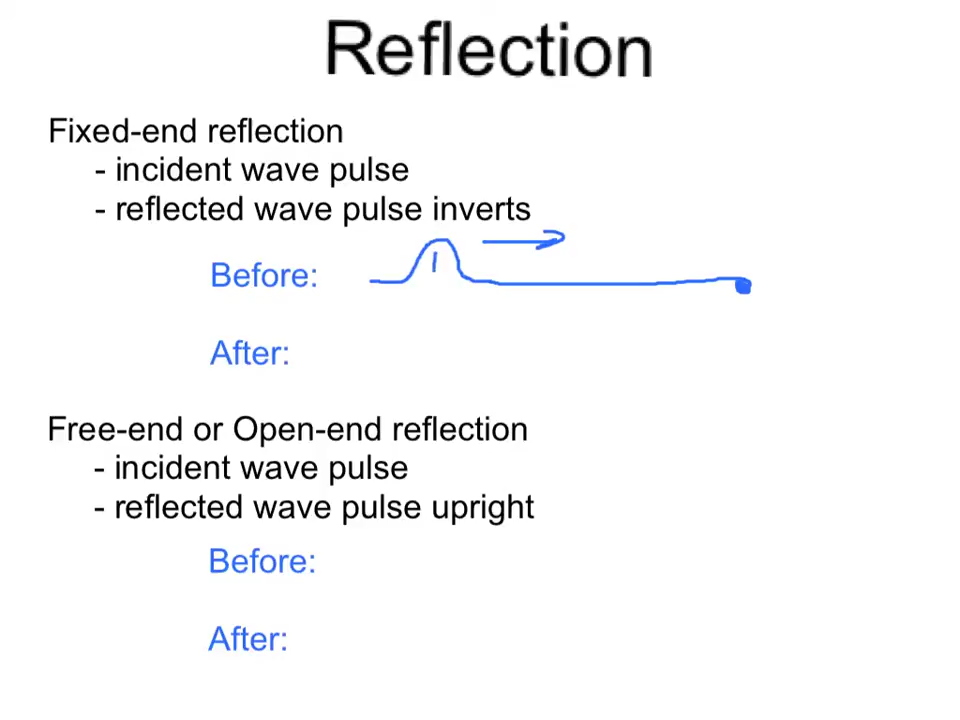 Reflection
Fixed-end reflection
- incident wave pulse
- reflected wave pulse inverts
Before:
After:
Free-end or Open-end reflection
- incident wave pulse
- reflected wave pulse upright
Before:
After: